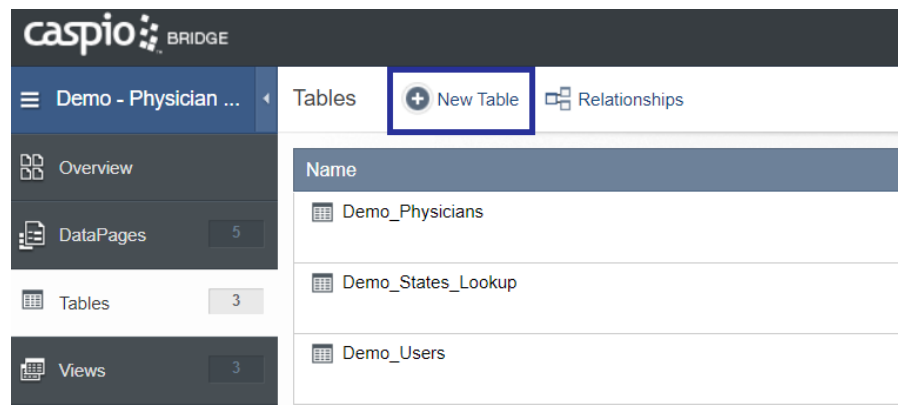 caspio BRIDGE
Demo - Physician ...
Tables New Table Relationships
Overview
DataPages 5
Tables 3
Views 3
Name
Demo_Physicians
Demo_States_Lookup
Demo_Users